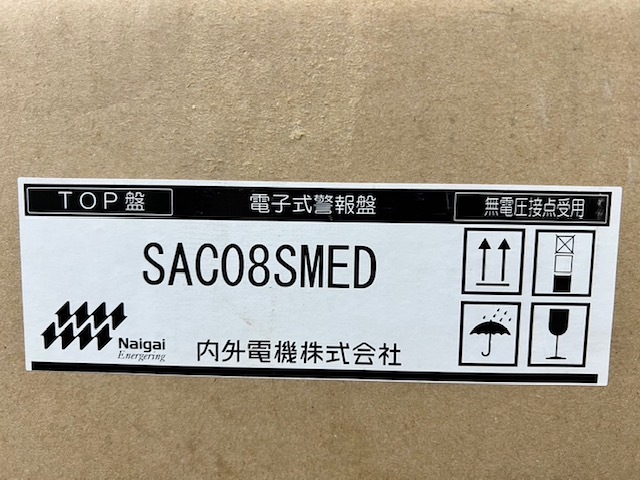 TOP盤 電子式警報盤 無電圧接点受用
SAC08SMED
Naigai
Energering
内外電機株式会社